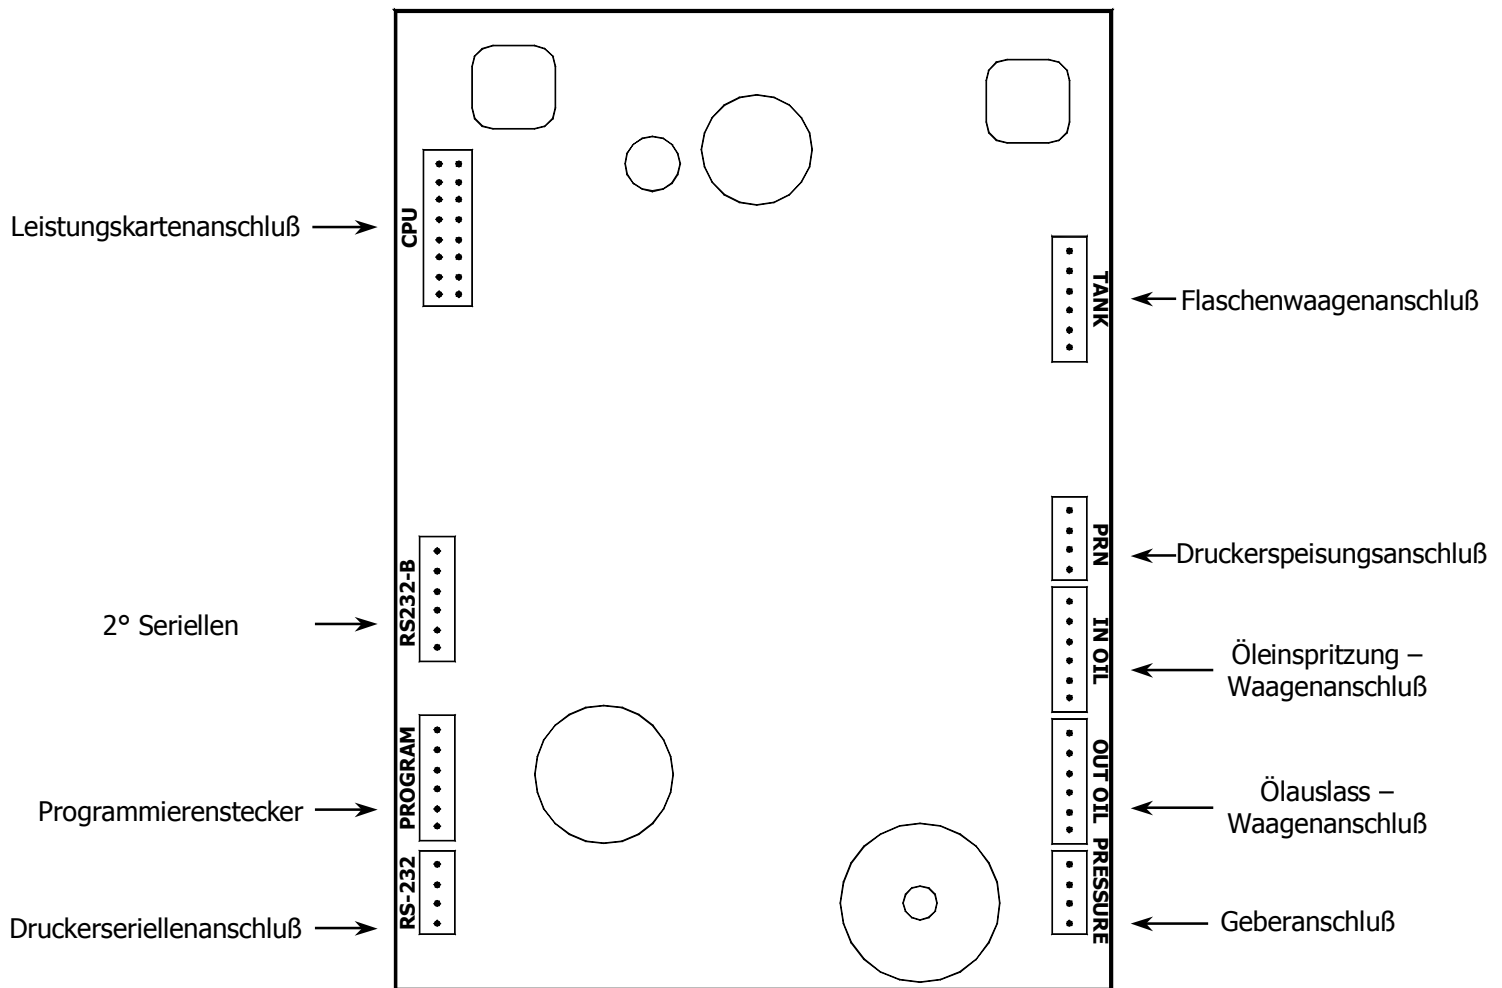 Leistungskartenanschluß
CPU
TANK
Flaschenwaagenanschluß
PRN
Druckerspeisungsanschluß
RS232-B
2° Seriellen
IN OIL
Öleinspritzung –
Waagenanschluß
PROGRAM
Programmierenstecker
OUT OIL
Ölauslass –
Waagenanschluß
RS-232
Druckerseriellenanschluß
PRESSURE
Geberanschluß